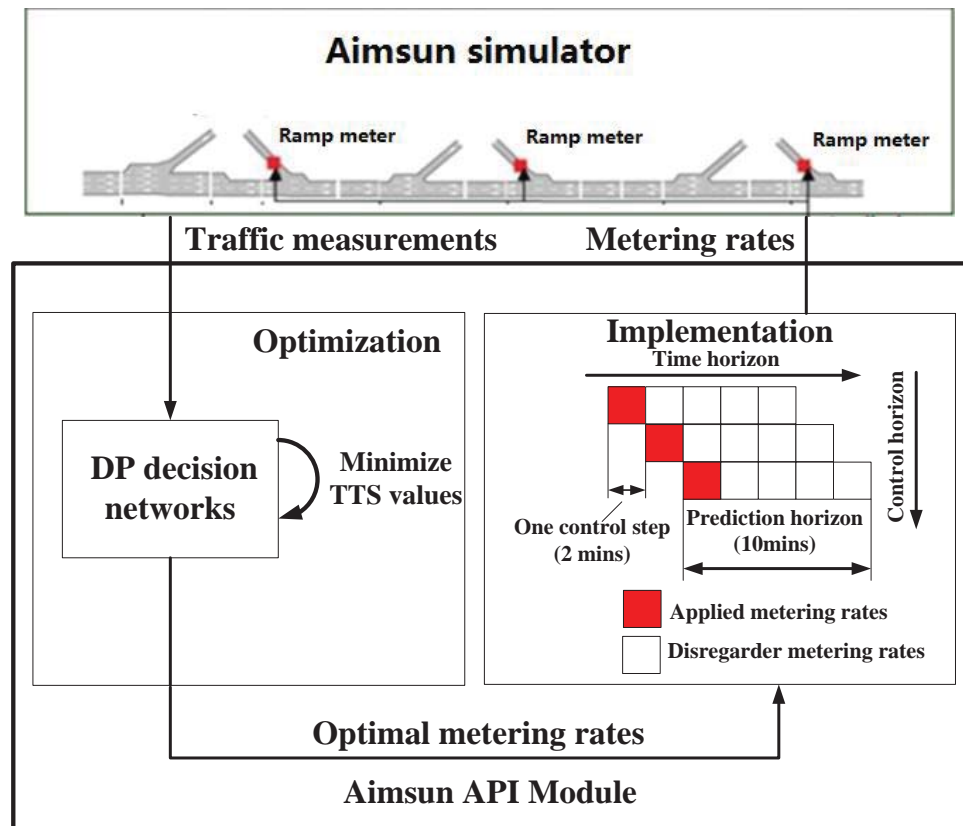 Aimsun simulator
Ramp meter
Ramp meter
Ramp meter
Traffic measurements
Metering rates
Optimization
DP decision
networks
Minimize
TTS values
Implementation
Time horizon
Control horizon
One control step
(2 mins)
Prediction horizon
(10mins)
Applied metering rates
Disregarder metering rates
Optimal metering rates
Aimsun API Module